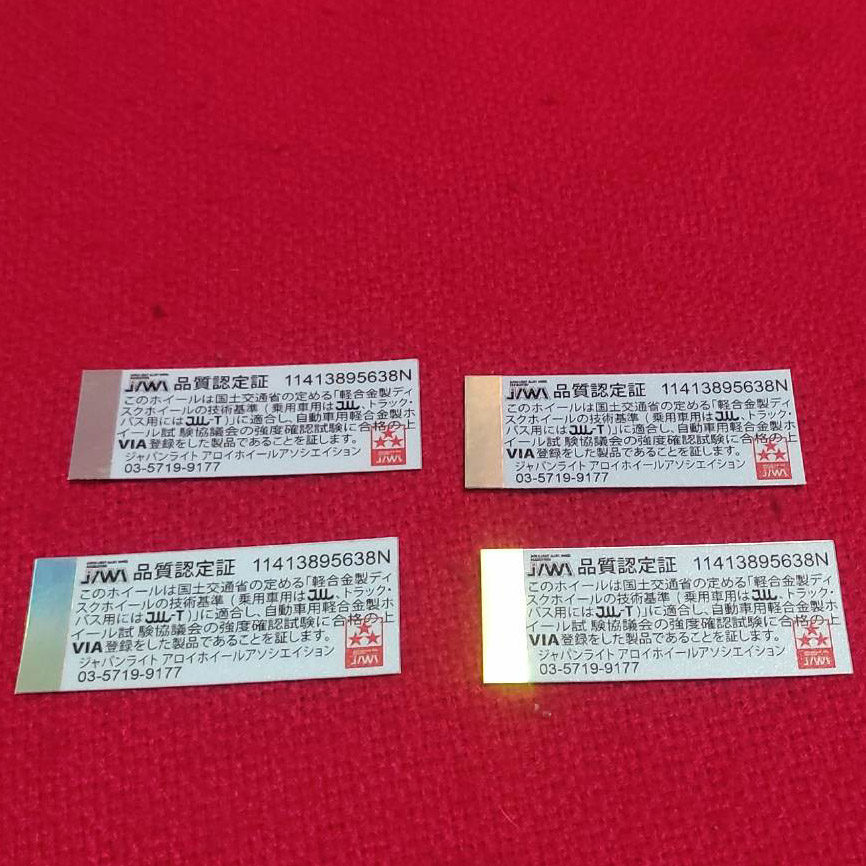 JAWA 品質認定証 11413895638N
このホイールは国土交通省の定める「軽合金製ディ
スクホイールの技術基準(乗用車用はJWL、トラック・
バス用にはJWL-T)」に適合し、自動車用軽合金製ホ
イール試験協議会の強度確認試験に合格の上
VIA登録をした製品であることを証します。
ジャパンライト アロイホイールアソシエイション
03-5719-9177
JAWA
JAWA 品質認定証 11413895638N
このホイールは国土交通省の定める「軽合金製ディ
スクホイールの技術基準(乗用車用はJWL、トラック・
バス用にはJWL-T)」に適合し、自動車用軽合金製ホ
イール試験協議会の強度確認試験に合格の上
VIA登録をした製品であることを証します。
ジャパンライト アロイホイールアソシエイション
03-5719-9177
JAWA
JAWA 品質認定証 11413895638N
このホイールは国土交通省の定める「軽合金製ディ
スクホイールの技術基準(乗用車用はJWL、トラック・
バス用にはJWL-T)」に適合し、自動車用軽合金製ホ
イール試験協議会の強度確認試験に合格の上
VIA登録をした製品であることを証します。
ジャパンライト アロイホイールアソシエイション
03-5719-9177
JAWA
JAWA 品質認定証 11413895638N
このホイールは国土交通省の定める「軽合金製ディ
スクホイールの技術基準(乗用車用はJWL、トラック・
バス用にはJWL-T)」に適合し、自動車用軽合金製ホ
イール試験協議会の強度確認試験に合格の上
VIA登録をした製品であることを証します。
ジャパンライト アロイホイールアソシエイション
03-5719-9177
JAWA